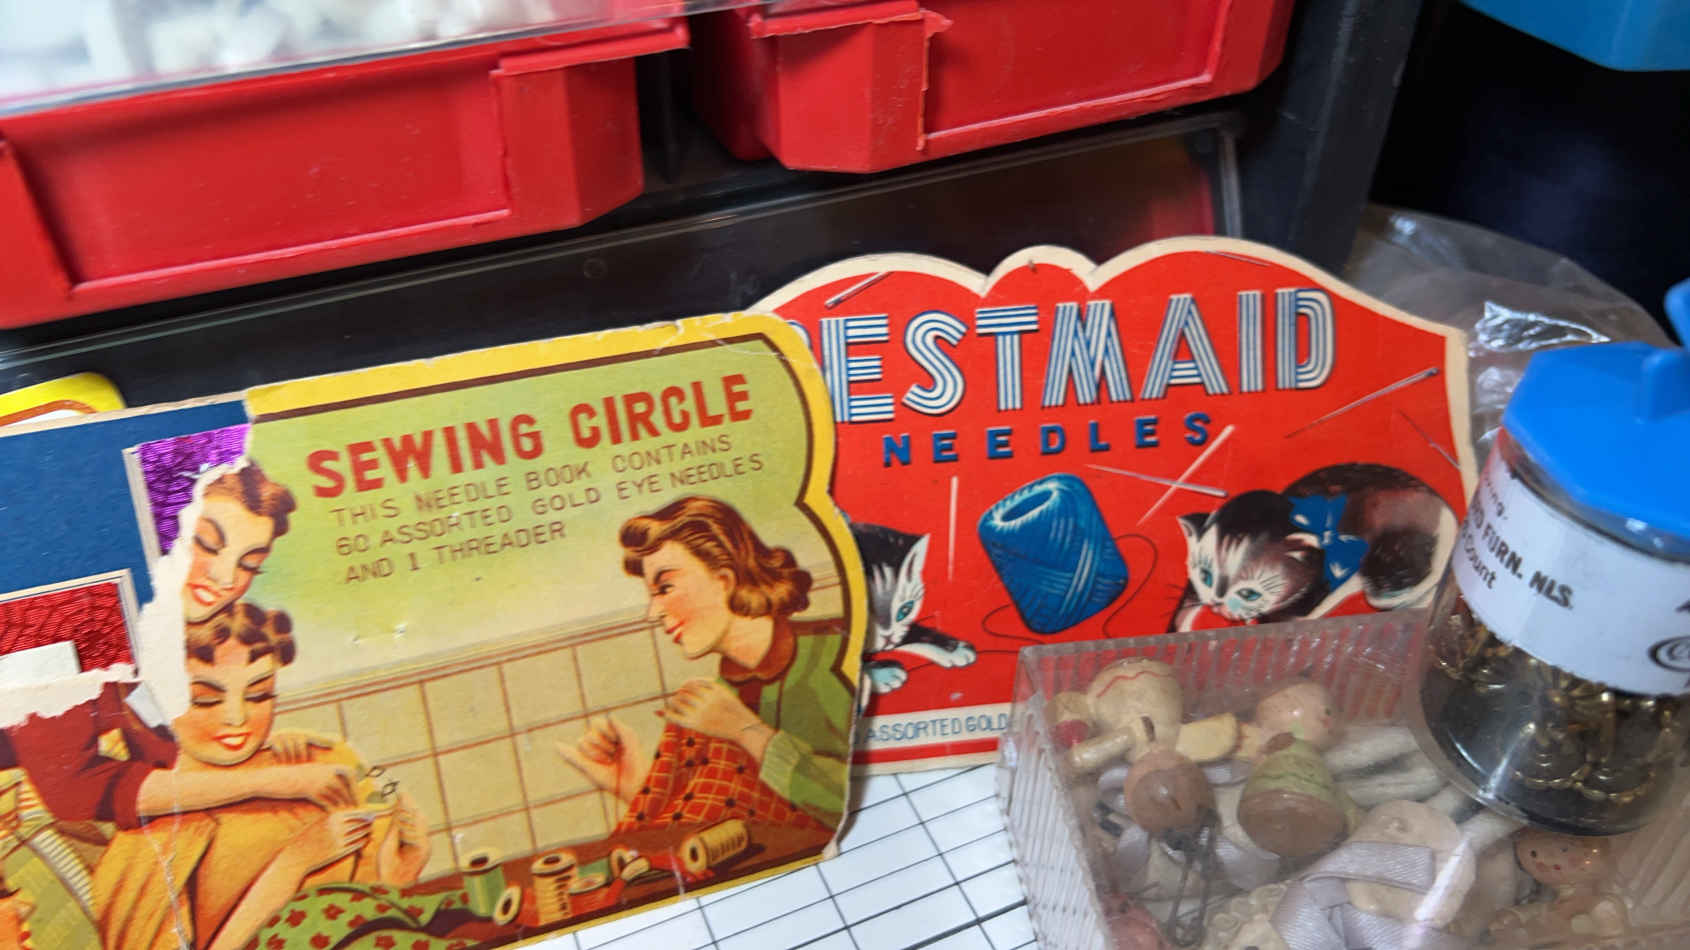 SEWING CIRCLE
THIS NEEDLE BOOK CONTAINS
60 ASSORTED GOLD EYE NEEDLES
AND 1 THREADER
ESTMAID
NEEDLES
ASSORTED GOLD
FURN. NLS.
ount